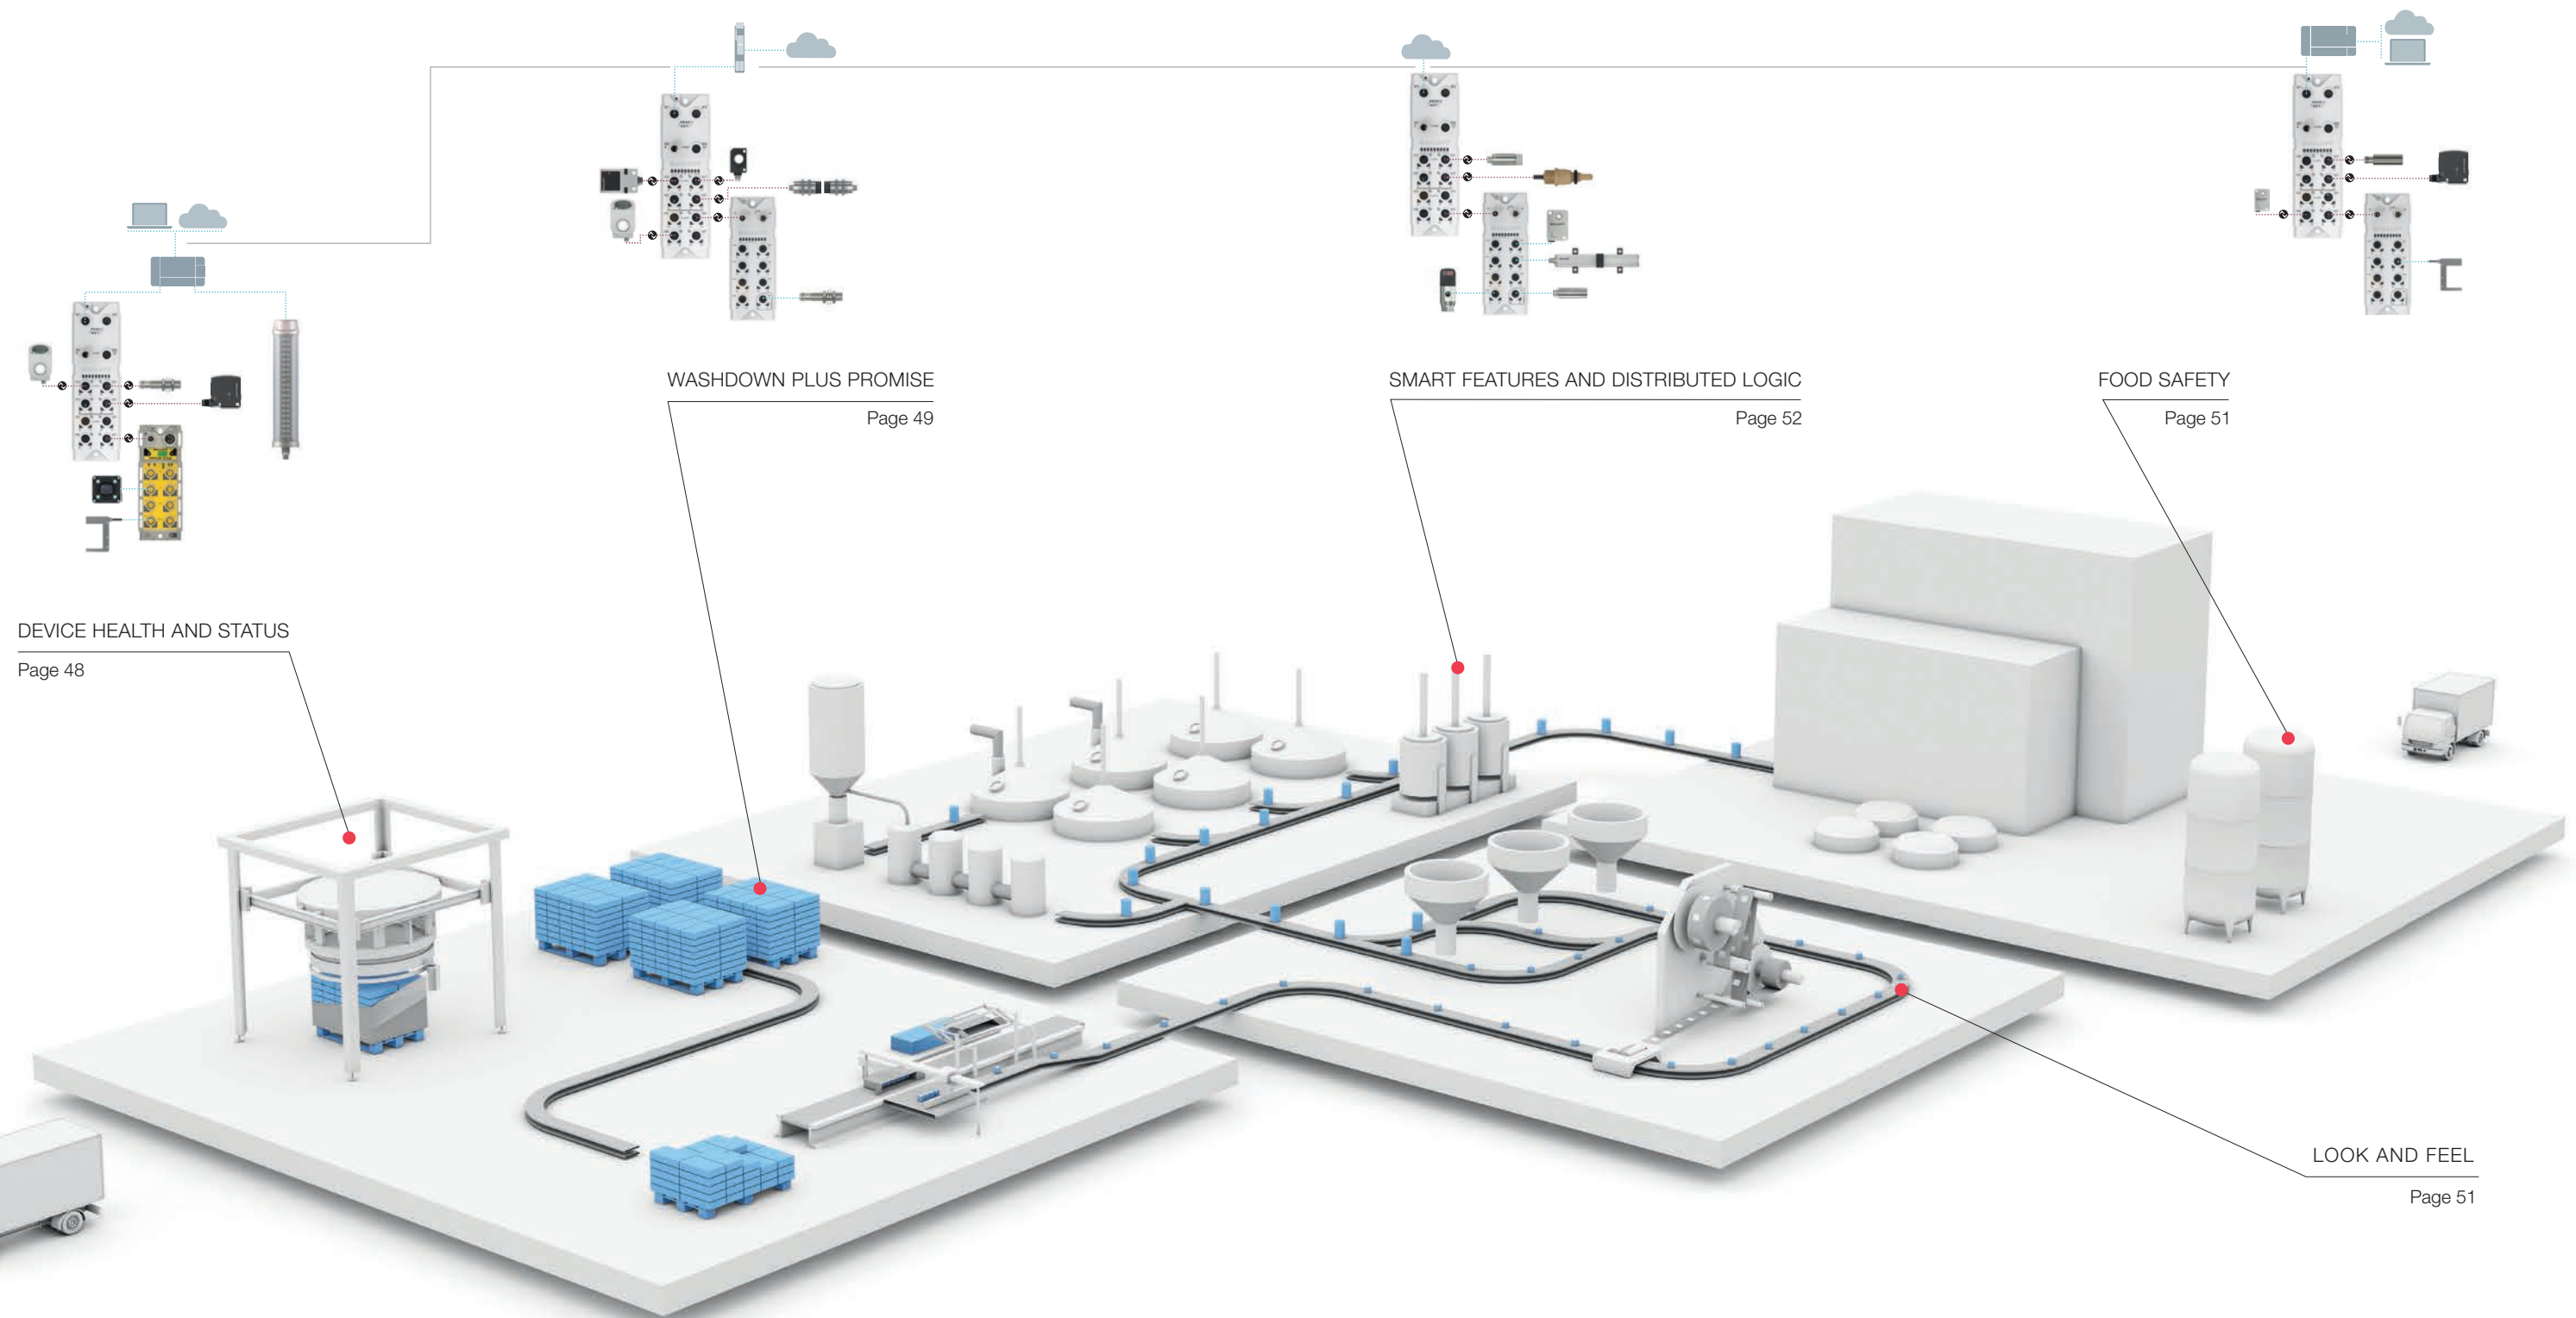 WASHDOWN PLUS PROMISE
Page 49
SMART FEATURES AND DISTRIBUTED LOGIC
Page 52
FOOD SAFETY
Page 51
DEVICE HEALTH AND STATUS
Page 48
LOOK AND FEEL
Page 51